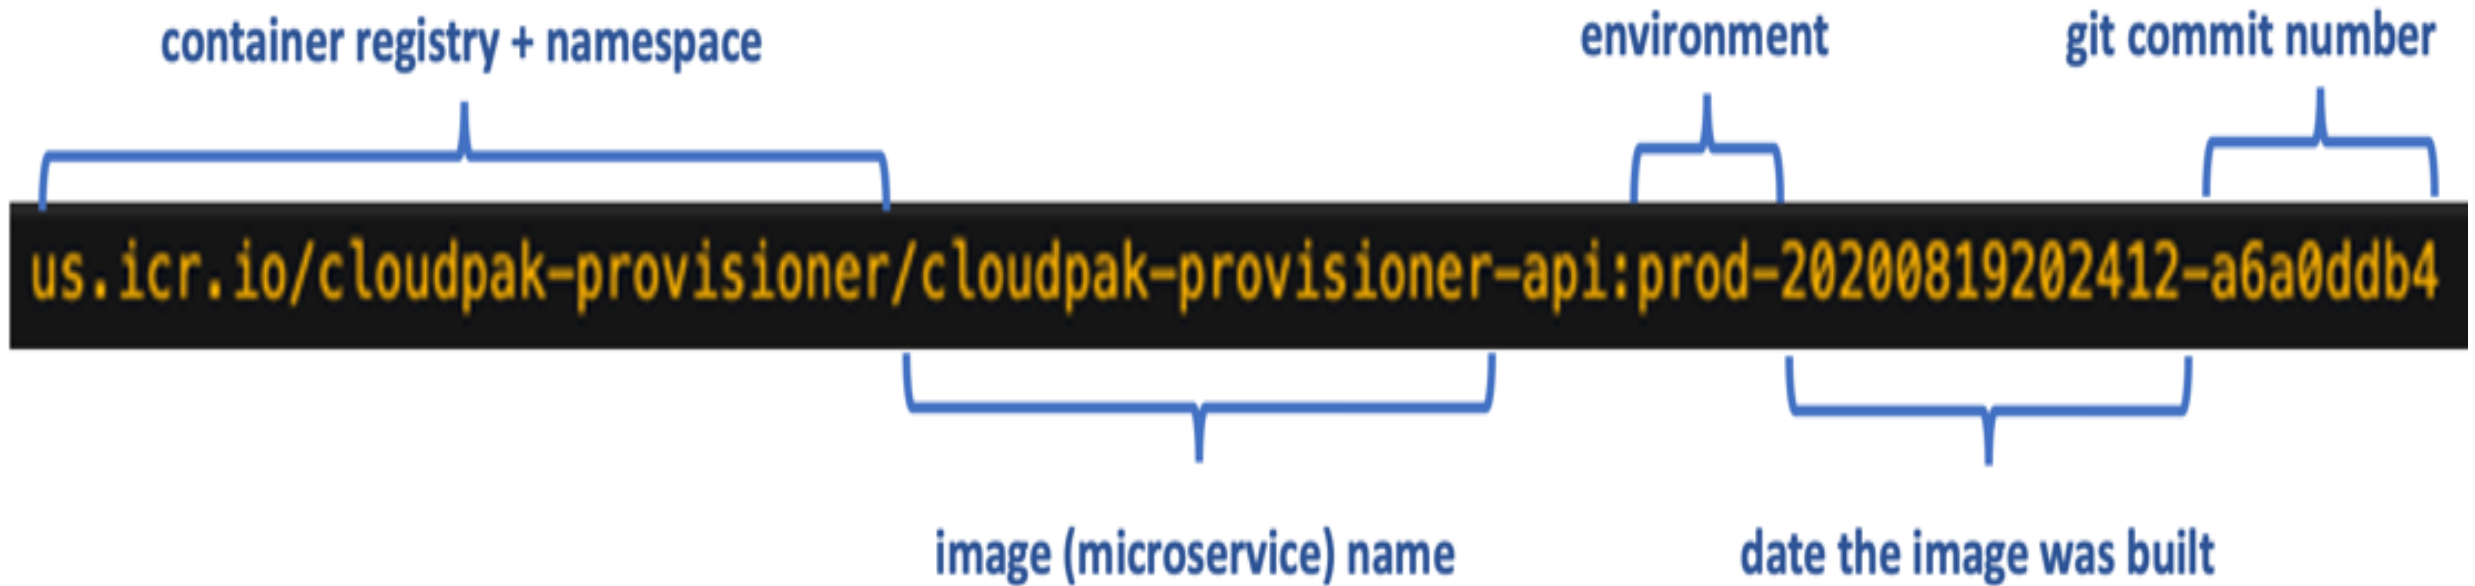 container registry + namespace
environment
git commit number
us.icr.io/cloudpak-provisioner/cloudpak-provisioner-api:prod-20200819202412-a6a0ddb4
image (microservice) name
date the image was built